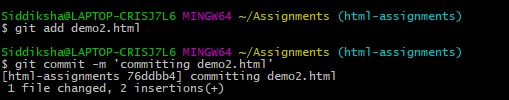 Siddiksha@LAPTOP-CRISJ7L6 MINGW64 ~/Assignments (html-assignments)
$ git add demo2.html
Siddiksha@LAPTOP-CRISJ7L6 MINGW64 ~/Assignments (html-assignments)
$ git commit -m 'committing demo2.html'
[html-assignments 76ddbb4] committing demo2.html
 1 file changed, 2 insertions(+)